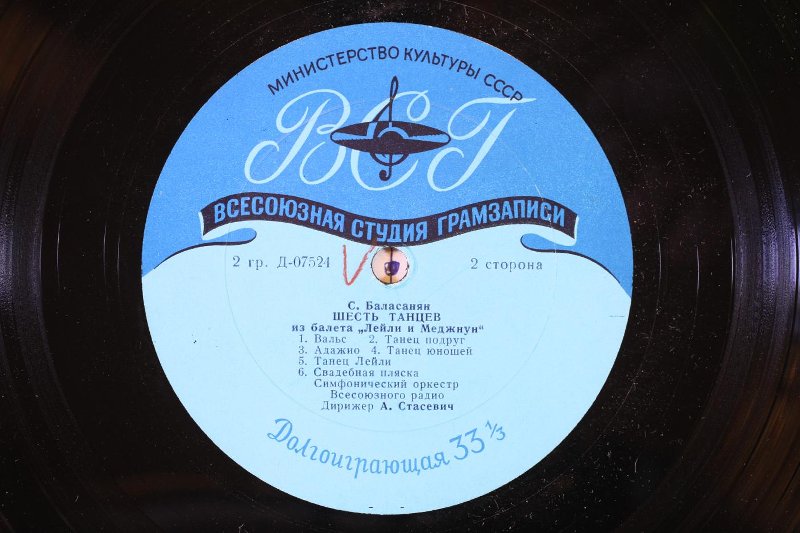 МИНИСТЕРСТВО КУЛЬТУРЫ СССР
ВСГ
ВСЕСОЮЗНАЯ СТУДИЯ ГРАМЗАПИСИ
2 гр. Д-07524
2 сторона
С. Баласанян
ШЕСТЬ ТАНЦЕВ
из балета „Лейли и Меджнун“
1. Вальс 2. Танец подруг
3. Адажио 4. Танец юношей
5. Танец Лейли
6. Свадебная пляска
Симфонический оркестр
Всесоюзного радио
Дирижер А. Стасевич
Долгоиграющая 33 ⅓